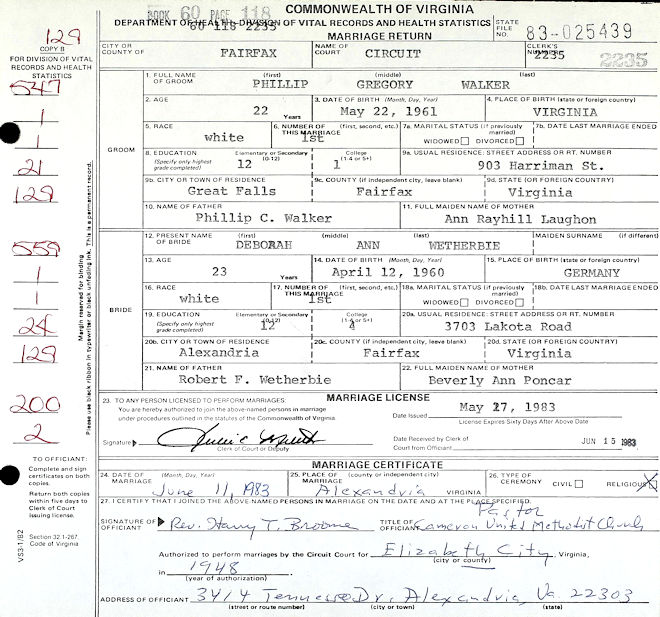 BOOK 60 PAGE 118
60 118 2235
COMMONWEALTH OF VIRGINIA
DEPARTMENT OF HEALTH-DIVISION OF VITAL RECORDS AND HEALTH STATISTICS
MARRIAGE RETURN
STATE FILE NO. 83-025439
129
COPY B
FOR DIVISION OF VITAL
RECORDS AND HEALTH
STATISTICS
CITY OR COUNTY OF FAIRFAX
NAME OF COURT CIRCUIT
CLERK'S
2235
2235
547
1
1
21
129
559
1
1
24
129
200
2
Margin reserved for binding
Please use black ribbon in typewriter or black unfading ink. This is a permanent record.
GROOM
1. FULL NAME OF GROOM (first) (middle) (last)
PHILLIP GREGORY WALKER
2. AGE 22 Years
3. DATE OF BIRTH (Month, Day, Year) May 22, 1961
4. PLACE OF BIRTH (state or foreign country) VIRGINIA
5. RACE white
6. NUMBER OF THIS MARRIAGE (first, second, etc.) 1st
7a. MARITAL STATUS (if previously married) WIDOWED DIVORCED
7b. DATE LAST MARRIAGE ENDED
8. EDUCATION (Specify only highest grade completed) Elementary or Secondary (0-12) 12 College (1-4 or 5+) 1
9a. USUAL RESIDENCE: STREET ADDRESS OR RT. NUMBER 903 Harriman St.
9b. CITY OR TOWN OF RESIDENCE Great Falls
9c. COUNTY (if independent city, leave blank) Fairfax
9d. STATE (OR FOREIGN COUNTRY) Virginia
10. NAME OF FATHER Phillip C. Walker
11. FULL MAIDEN NAME OF MOTHER Ann Rayhill Laughon
BRIDE
12. PRESENT NAME OF BRIDE (first) (middle) (last) MAIDEN SURNAME (if different)
DEBORAH ANN WETHERBIE
13. AGE 23 Years
14. DATE OF BIRTH (Month, Day, Year) April 12, 1960
15. PLACE OF BIRTH (state or foreign country) GERMANY
16. RACE white
17. NUMBER OF THIS MARRIAGE (first, second, etc.) 1st
18a. MARITAL STATUS (if previously married) WIDOWED DIVORCED
18b. DATE LAST MARRIAGE ENDED
19. EDUCATION (Specify only highest grade completed) Elementary or Secondary (0-12) 12 College (1-4 or 5+) 4
20a. USUAL RESIDENCE: STREET ADDRESS OR RT. NUMBER 3703 Lakota Road
20b. CITY OR TOWN OF RESIDENCE Alexandria
20c. COUNTY (if independent city, leave blank) Fairfax
20d. STATE (OR FOREIGN COUNTRY) Virginia
21. NAME OF FATHER Robert F. Wetherbie
22. FULL MAIDEN NAME OF MOTHER Beverly Ann Poncar
MARRIAGE LICENSE
23. TO ANY PERSON LICENSED TO PERFORM MARRIAGES:
You are hereby authorized to join the above-named persons in marriage
under procedures outlined in the statutes of the Commonwealth of Virginia
Date Issued May 27, 1983
License Expires Sixty Days After Above Date
Signature
Clerk of Court or Deputy
Date Received by Clerk of
Court from Official JUN 15 1983
TO OFFICIANT:
Complete and sign
certificates on both
copies.
Return both copies
within five days to
Clerk of Court
issuing license.
Section 32.1-267.
Code of Virginia
VS3-1/82
MARRIAGE CERTIFICATE
24. DATE OF MARRIAGE (Month, Day, Year) June 11, 1983
25. PLACE OF MARRIAGE (county or independent city) Alexandria VIRGINIA
26. TYPE OF CEREMONY CIVIL RELIGIOUS X
27. I CERTIFY THAT I JOINED THE ABOVE-NAMED PERSONS IN MARRIAGE ON THE DATE AND AT THE PLACE SPECIFIED.
Pastor
SIGNATURE OF OFFICIANT Rev. Harry T. Broome
TITLE OF OFFICIANT Cameron United Methodist Church
Authorized to perform marriages by the Circuit Court for Elizabeth City, Virginia,
(city or county)
in 1948
(year of authorization)
ADDRESS OF OFFICIANT 3414 Tennessee Dr. Alexandria, Va 22303
(street or route number) (city or town) (state)